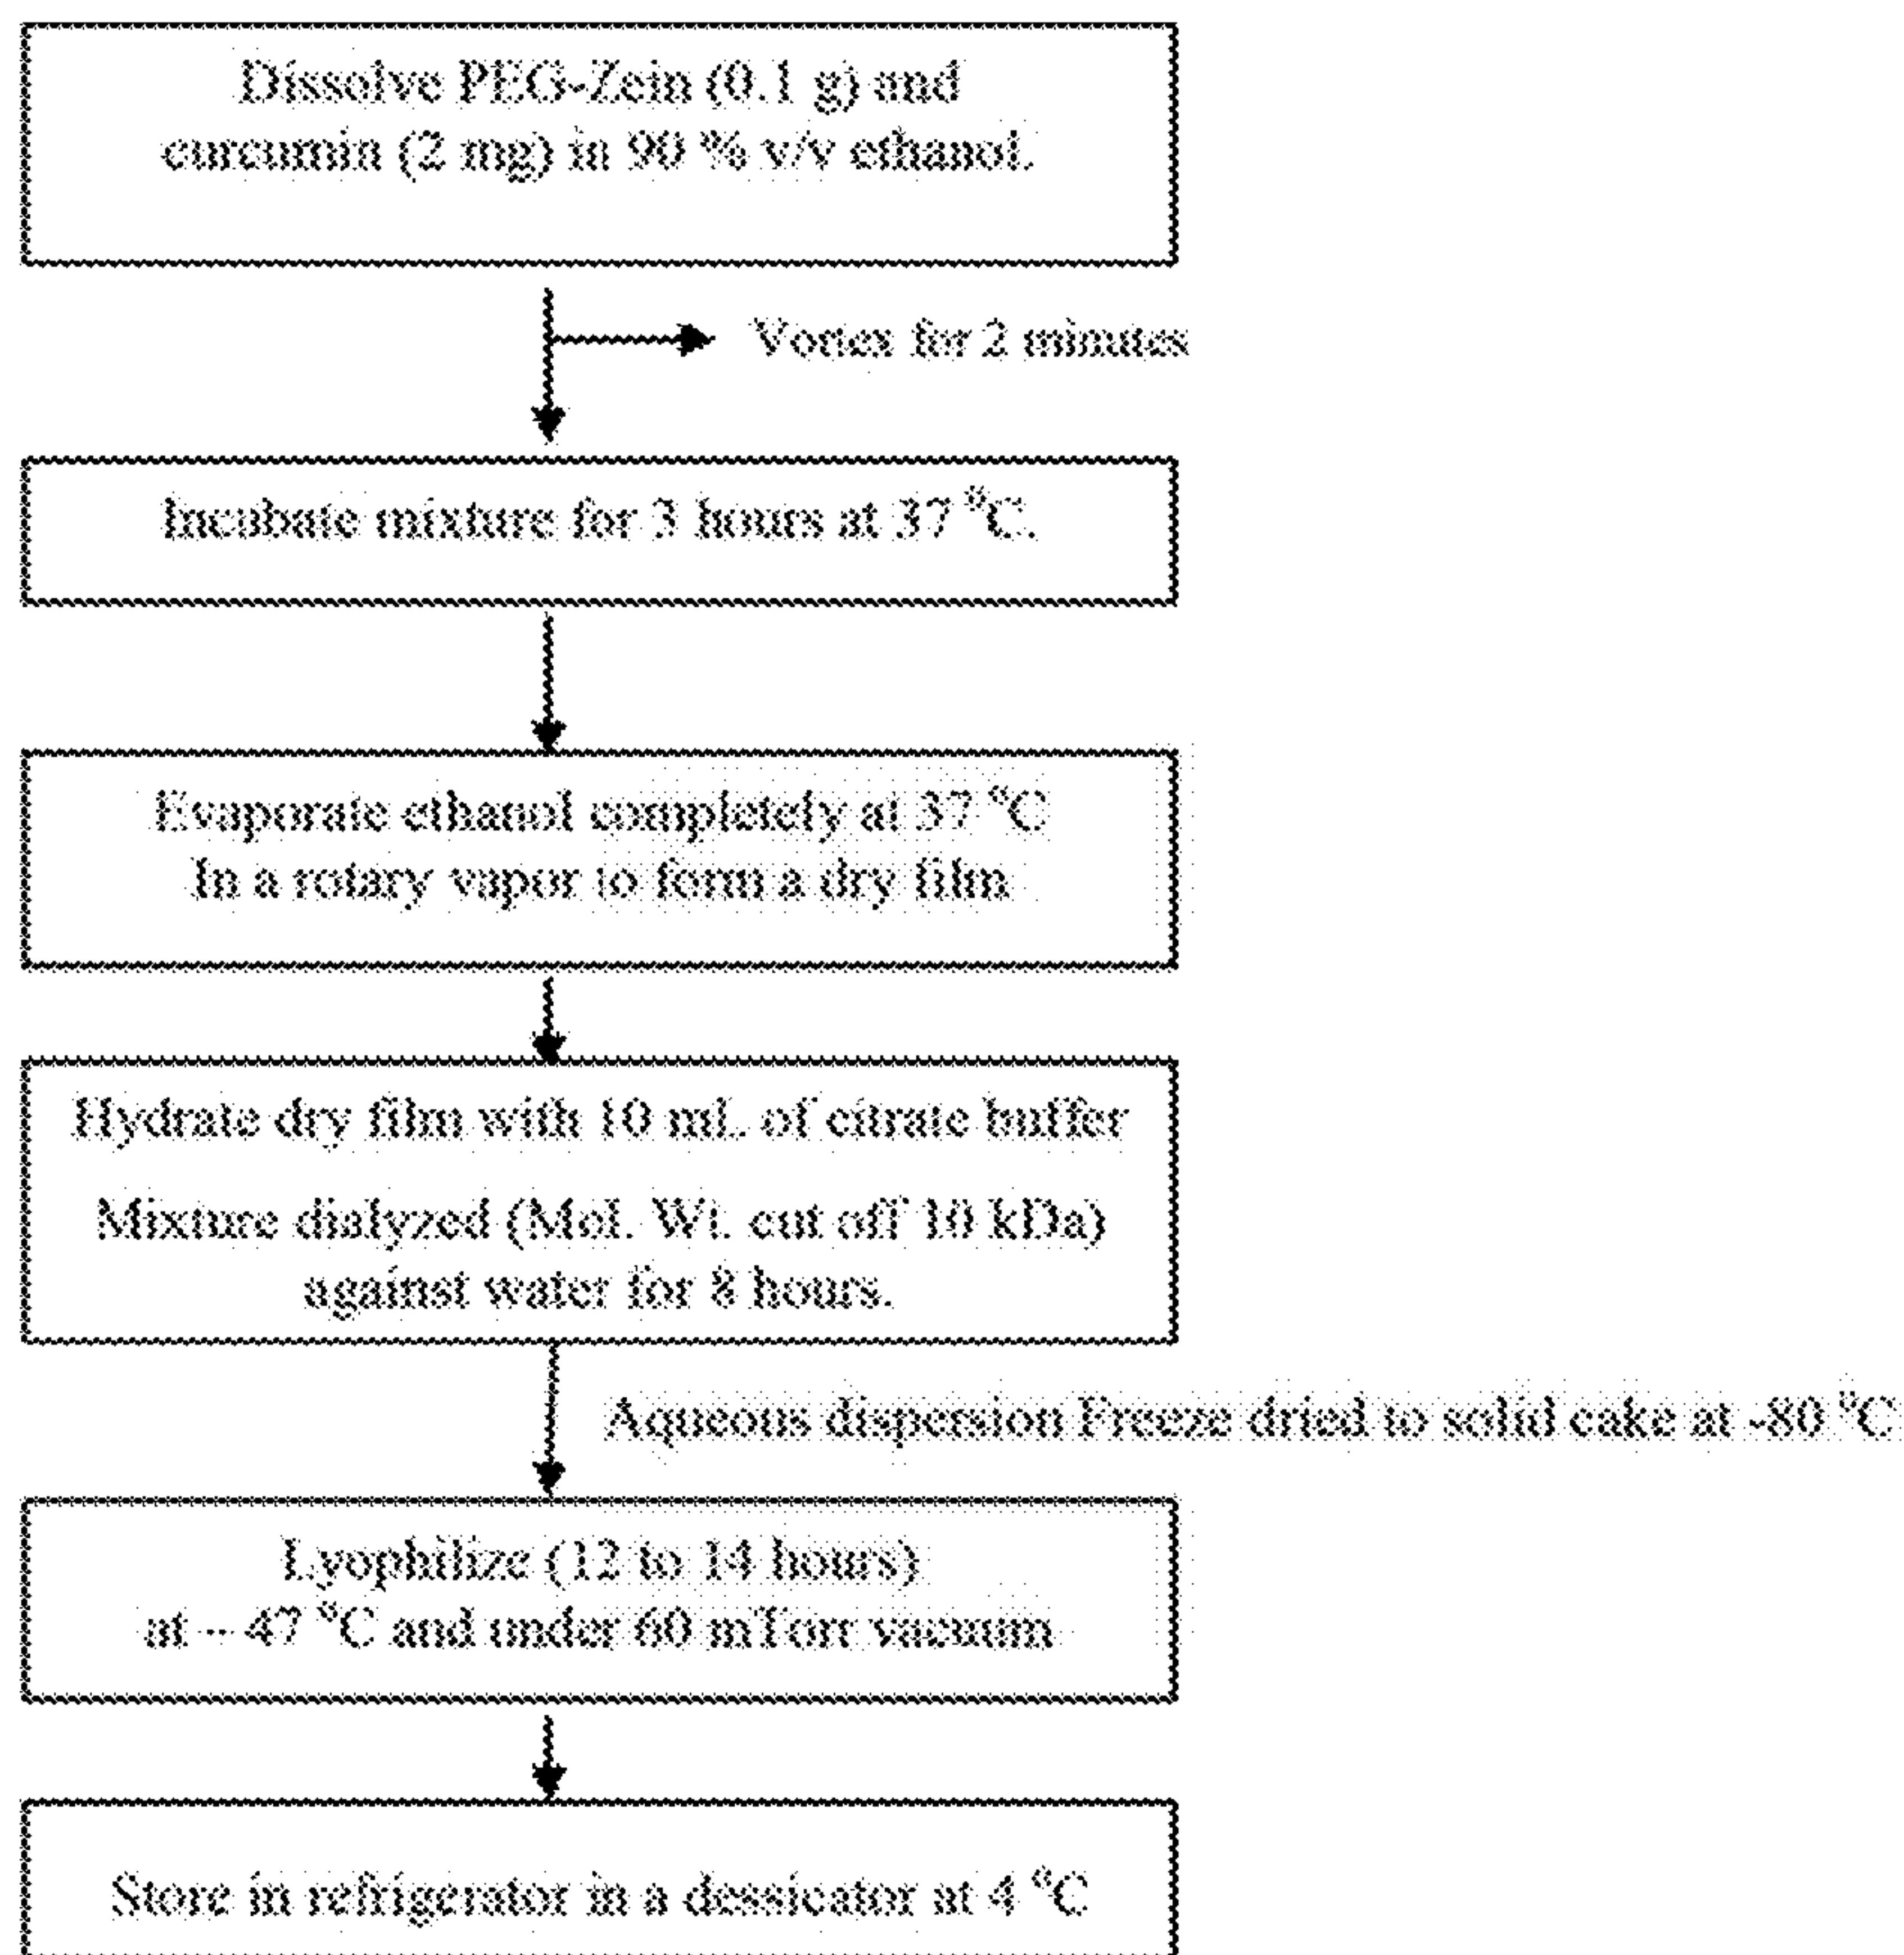 Dissolve PEG-Zein (0.1 g) and
curcumin (2 mg) in 90 % v/v ethanol.
Vortex for 2 minutes
Incubate mixture for 3 hours at 37 °C.
Evaporate ethanol completely at 37 °C
In a rotary vapor to form a dry film
Hydrate dry film with 10 mL of citrate buffer
Mixture dialyzed (Mol. Wt. cut off 10 kDa)
against water for 8 hours.
Aqueous dispersion Freeze dried to solid cake at -80 °C
Lyophilize (12 to 14 hours)
at – 47 °C and under 60 mTorr vacuum
Store in refrigerator in a dessicator at 4 °C